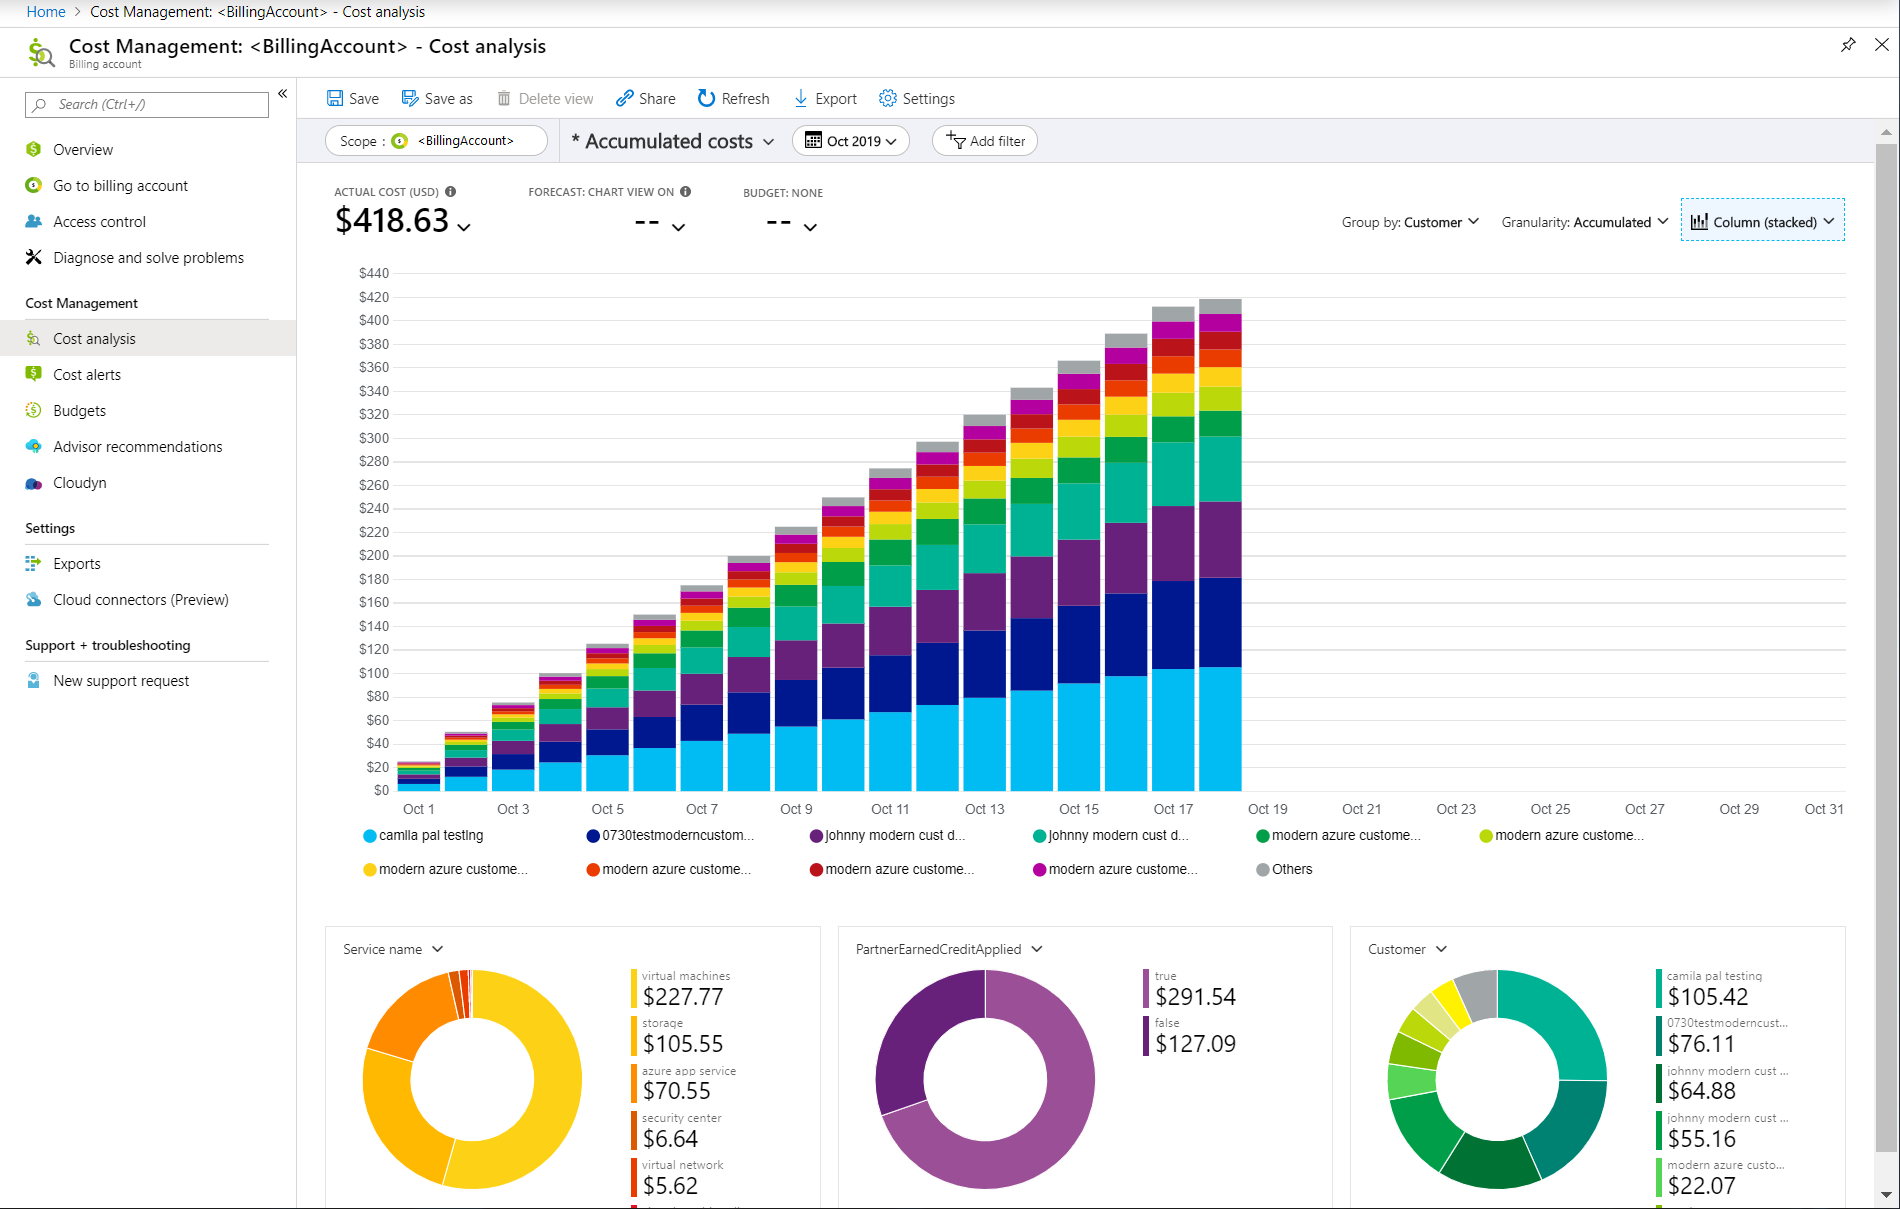 Home > Cost Management: <BillingAccount> - Cost analysis
Cost Management: <BillingAccount> - Cost analysis
Billing account
Search (Ctrl+/)
Overview
Go to billing account
Access control
Diagnose and solve problems
Cost Management
Cost analysis
Cost alerts
Budgets
Advisor recommendations
Cloudyn
Settings
Exports
Cloud connectors (Preview)
Support + troubleshooting
New support request
Save Save as Delete view Share Refresh Export Settings
Scope : <BillingAccount> * Accumulated costs Oct 2019 Add filter
ACTUAL COST (USD) FORECAST: CHART VIEW ON BUDGET: NONE
$418.63 -- --
Group by: Customer Granularity: Accumulated Column (stacked)
$440
$420
$400
$380
$360
$340
$320
$300
$280
$260
$240
$220
$200
$180
$160
$140
$120
$100
$80
$60
$40
$20
$0
Oct 1 Oct 3 Oct 5 Oct 7 Oct 9 Oct 11 Oct 13 Oct 15 Oct 17 Oct 19 Oct 21 Oct 23 Oct 25 Oct 27 Oct 29 Oct 31
camila pal testing 0730testmoderncustom... johnny modern cust d... johnny modern cust d... modern azure custome... modern azure custome...
modern azure custome... modern azure custome... modern azure custome... modern azure custome... Others
Service name
virtual machines
$227.77
storage
$105.55
azure app service
$70.55
security center
$6.64
virtual network
$5.62
PartnerEarnedCreditApplied
true
$291.54
false
$127.09
Customer
camila pal testing
$105.42
0730testmoderncust...
$76.11
johnny modern cust ...
$64.88
johnny modern cust ...
$55.16
modern azure custo...
$22.07